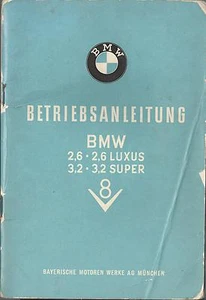 BMW
BETRIEBSANLEITUNG
BMW
2,6 · 2,6 LUXUS
3,2 · 3,2 SUPER
8
BAYERISCHE MOTOREN WERKE AG MÜNCHEN